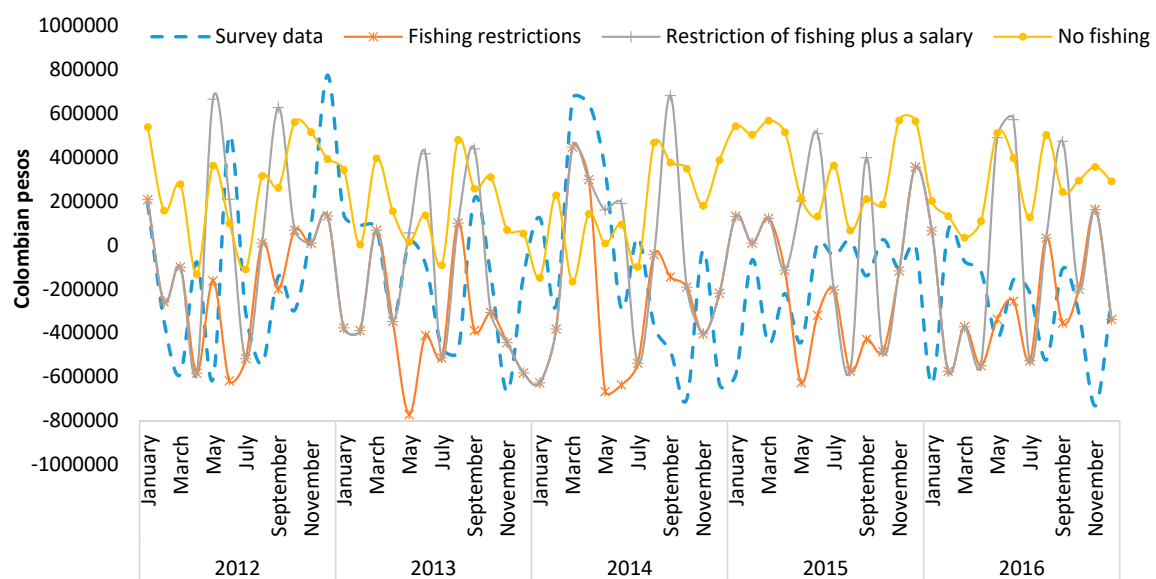 Survey data
Fishing restrictions
Restriction of fishing plus a salary
No fishing
Colombian pesos
1000000
800000
600000
400000
200000
0
-200000
-400000
-600000
-800000
-1000000
January
March
May
July
September
November
January
March
May
July
September
November
January
March
May
July
September
November
January
March
May
July
September
November
January
March
May
July
September
November
2012
2013
2014
2015
2016